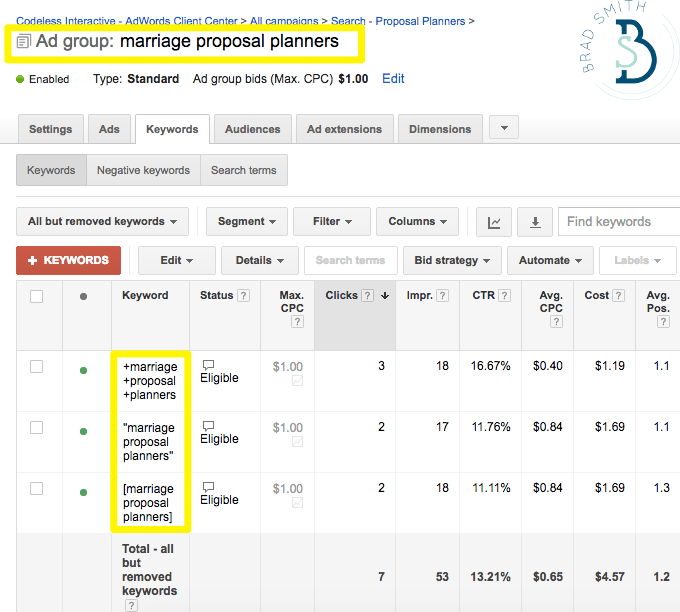 Codeless Interactive - AdWords Client Center > All campaigns > Search - Proposal Planners >
Ad group: marriage proposal planners
BRAD SMITH
B
S
Enabled Type: Standard Ad group bids (Max. CPC) $1.00 Edit
Settings Ads Keywords Audiences Ad extensions Dimensions
Keywords Negative keywords Search terms
All but removed keywords Segment Filter Columns Find keywords
+ KEYWORDS Edit Details Search terms Bid strategy Automate Labels
Keyword Status ? Max. CPC ? Clicks ? Impr. ? CTR ? Avg. CPC ? Cost ? Avg. Pos. ?
+marriage
+proposal
+planners
Eligible $1.00 3 18 16.67% $0.40 $1.19 1.1
"marriage
proposal
planners"
Eligible $1.00 2 17 11.76% $0.84 $1.69 1.1
[marriage
proposal
planners]
Eligible $1.00 2 18 11.11% $0.84 $1.69 1.3
Total - all
but
removed
keywords
?
7 53 13.21% $0.65 $4.57 1.2